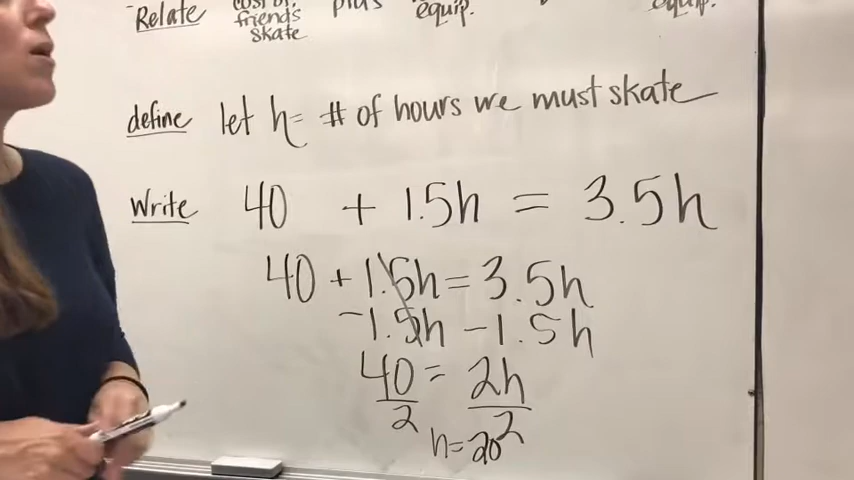 Relate cost of plus equip. equip.
friends
skate
define let h= # of hours we must skate
Write 40 + 1.5h = 3.5h
40 + 1.5h = 3.5h
-1.5h -1.5h
40 = 2h
2 2
h=20